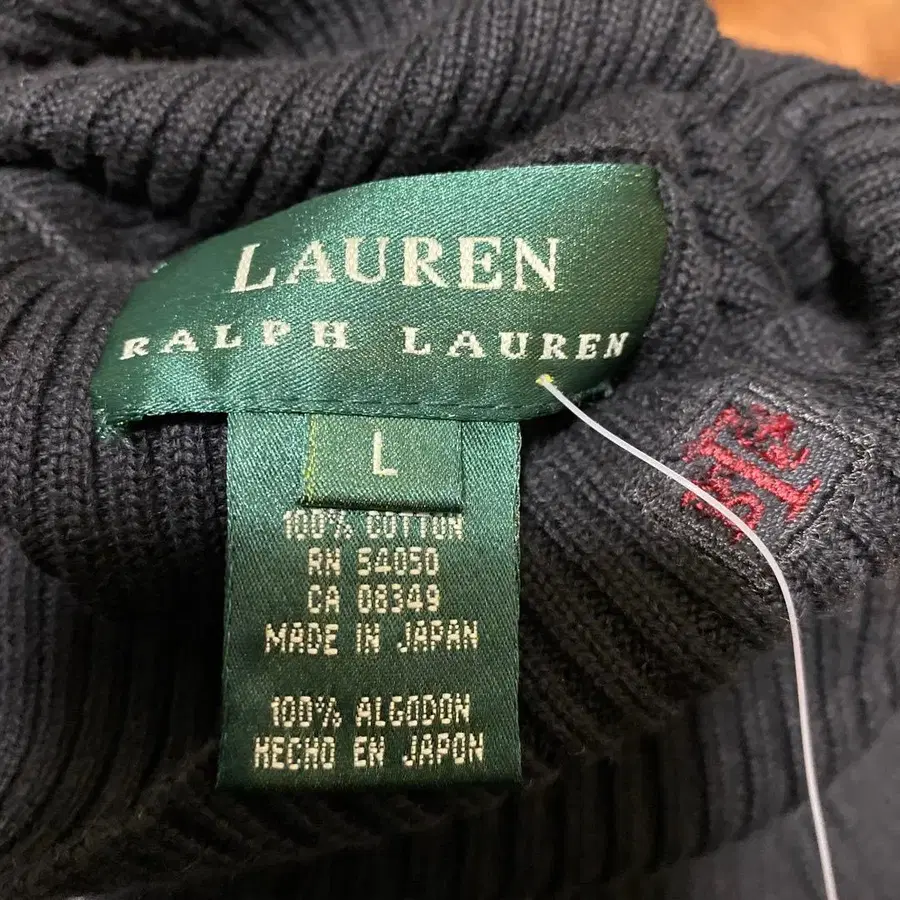 LAUREN
RALPH LAUREN
L
100% COTTON
RN 54050
CA 08349
MADE IN JAPAN
100% ALGODON
HECHO EN JAPON